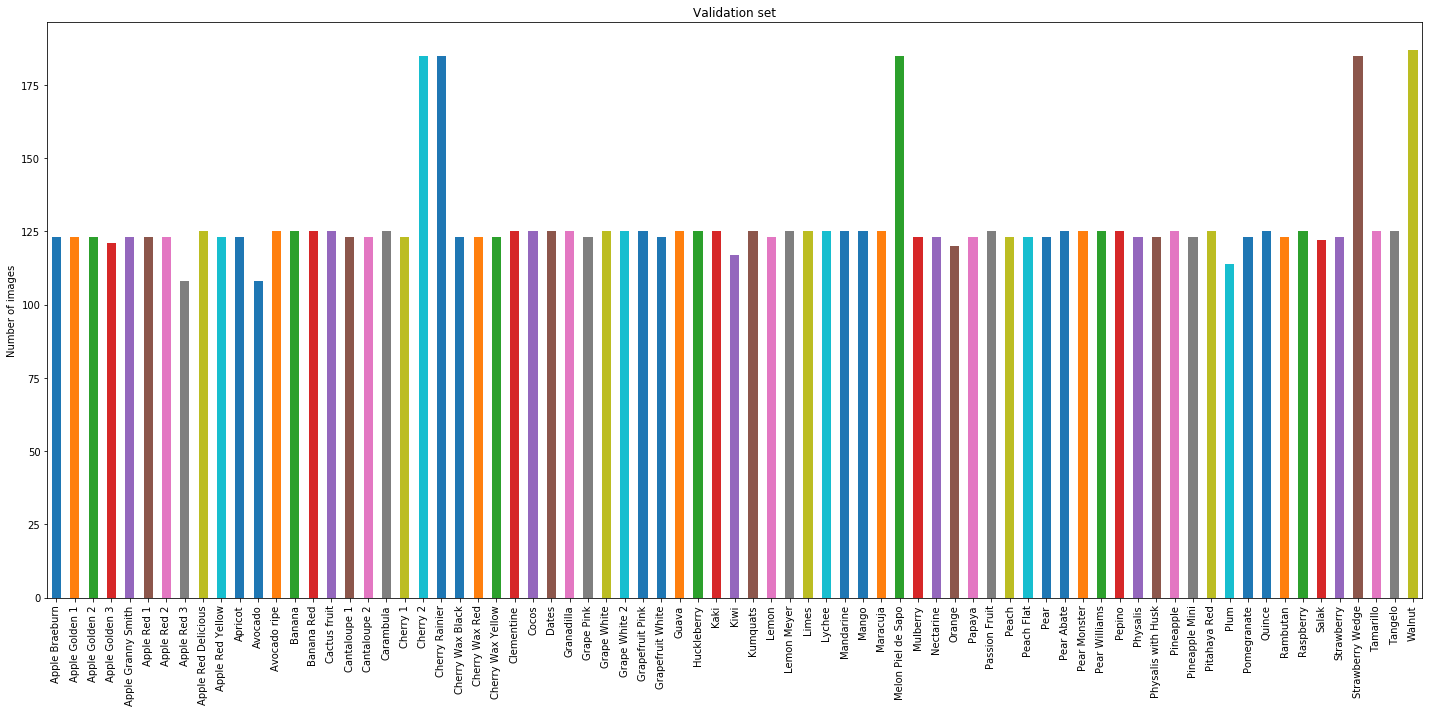 Validation set
Number of images
175
150
125
100
75
50
25
0
Apple Braeburn
Apple Golden 1
Apple Golden 2
Apple Golden 3
Apple Granny Smith
Apple Red 1
Apple Red 2
Apple Red 3
Apple Red Delicious
Apple Red Yellow
Apricot
Avocado
Avocado ripe
Banana
Banana Red
Cactus fruit
Cantaloupe 1
Cantaloupe 2
Carambula
Cherry 1
Cherry 2
Cherry Rainier
Cherry Wax Black
Cherry Wax Red
Cherry Wax Yellow
Clementine
Cocos
Dates
Granadilla
Grape Pink
Grape White
Grape White 2
Grapefruit Pink
Grapefruit White
Guava
Huckleberry
Kaki
Kiwi
Kumquats
Lemon
Lemon Meyer
Limes
Lychee
Mandarine
Mango
Maracuja
Melon Piel de Sapo
Mulberry
Nectarine
Orange
Papaya
Passion Fruit
Peach
Peach Flat
Pear
Pear Abate
Pear Monster
Pear Williams
Pepino
Physalis
Physalis with Husk
Pineapple
Pineapple Mini
Pitahaya Red
Plum
Pomegranate
Quince
Rambutan
Raspberry
Salak
Strawberry
Strawberry Wedge
Tamarillo
Tangelo
Walnut